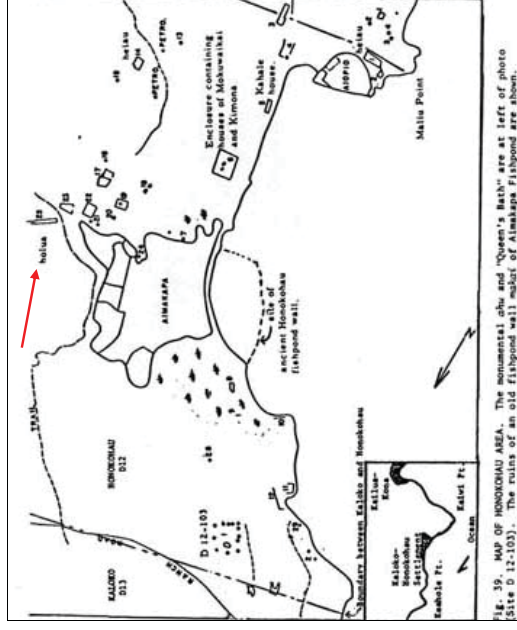 holua
heiau
PETRO.
PETRO.
heiau
Kahale
house.
Enclosure containing
houses of Mokuwaikai
and Kimona
AIOPIO
Maliu Point
AIMAKAPA
site of
ancient Honokohau
fishpond wall.
TRAIL
HONOKOHAU
D12
D 12-103
KALOKO
D13
RANCH ROAD
Boundary between Kaloko and Honokohau
Kailua-
Kona
Kaloko-
Honokohau
Settlement
Keahole Pt.
Kaiwi Pt.
Ocean
Fig. 39. MAP OF HONOKOHAU AREA. The monumental ahu and "Queen's Bath" are at left of photo
(Site D 12-103). The ruins of an old fishpond wall makai of Aimakapa Fishpond are shown.